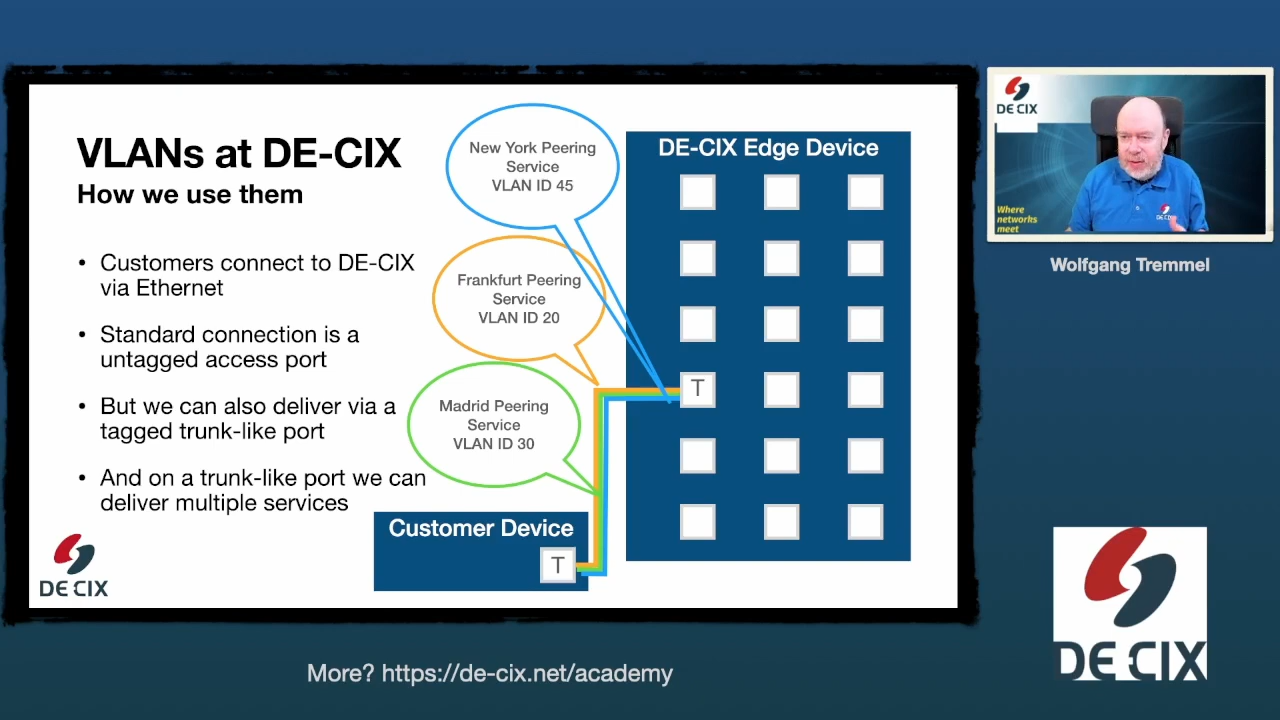 VLANs at DE-CIX
How we use them
• Customers connect to DE-CIX
via Ethernet
• Standard connection is a
untagged access port
• But we can also deliver via a
tagged trunk-like port
• And on a trunk-like port we can
deliver multiple services
DE CIX
New York Peering
Service
VLAN ID 45
Frankfurt Peering
Service
VLAN ID 20
Madrid Peering
Service
VLAN ID 30
Customer Device
T
DE-CIX Edge Device
T
DE CIX
Where
networks
meet
DE CIX
Wolfgang Tremmel
DE CIX
More? https://de-cix.net/academy